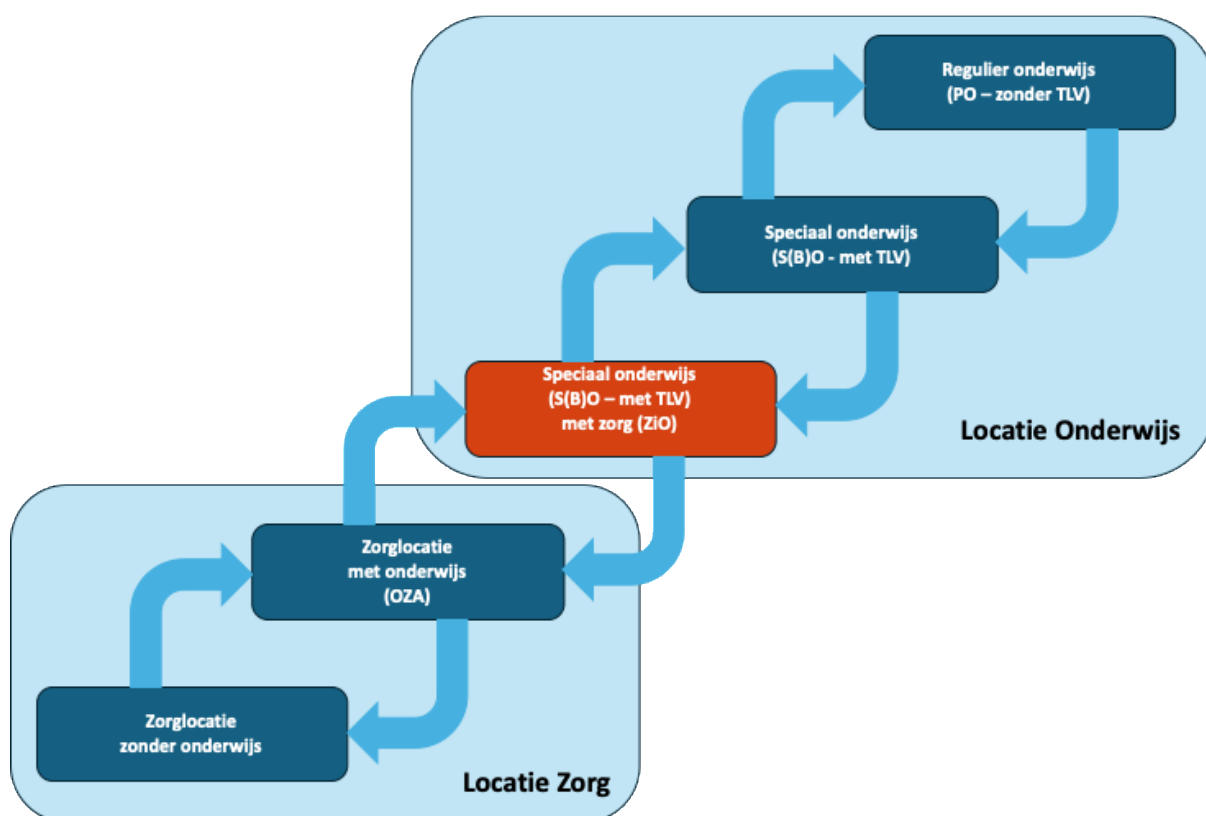 Regulier onderwijs
(PO – zonder TLV)
Speciaal onderwijs
(S(B)O - met TLV)
Speciaal onderwijs
(S(B)O – met TLV)
met zorg (ZiO)
Locatie Onderwijs
Zorglocatie
met onderwijs
(OZA)
Zorglocatie
zonder onderwijs
Locatie Zorg